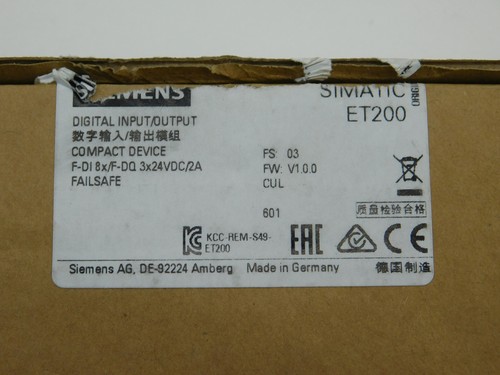 SIEMENS
SIMATIC
ET200
DIGITAL INPUT/OUTPUT
数字输入/输出模组
COMPACT DEVICE
F-DI 8x/F-DQ 3x24VDC/2A
FAILSAFE
FS: 03
FW: V1.0.0
CUL
601
质量检验合格
KCC-REM-S49-
ET200
EAC
CE
Siemens AG, DE-92224 Amberg Made in Germany 德国制造